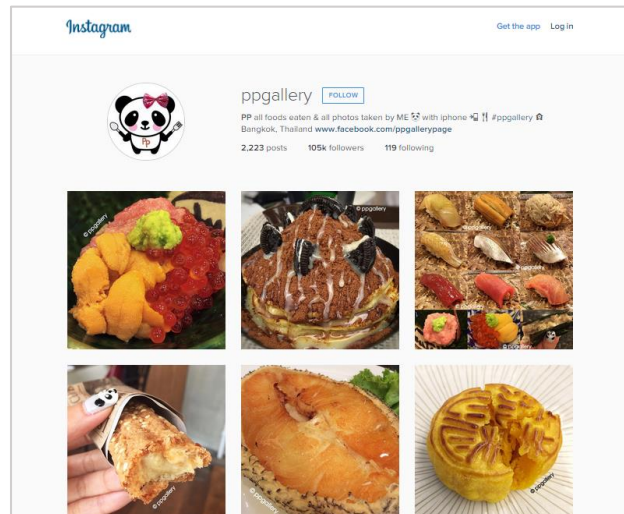 Instagram
Get the app Log in
ppgallery FOLLOW
PP all foods eaten & all photos taken by ME 🐼 with iphone 📲 🍴 #ppgallery 🏠
Bangkok, Thailand www.facebook.com/ppgallerypage
2,223 posts 105k followers 119 following
Pp
© ppgallery
© ppgallery
© ppgallery
© ppgallery
© ppgallery
© ppgallery
© ppgallery